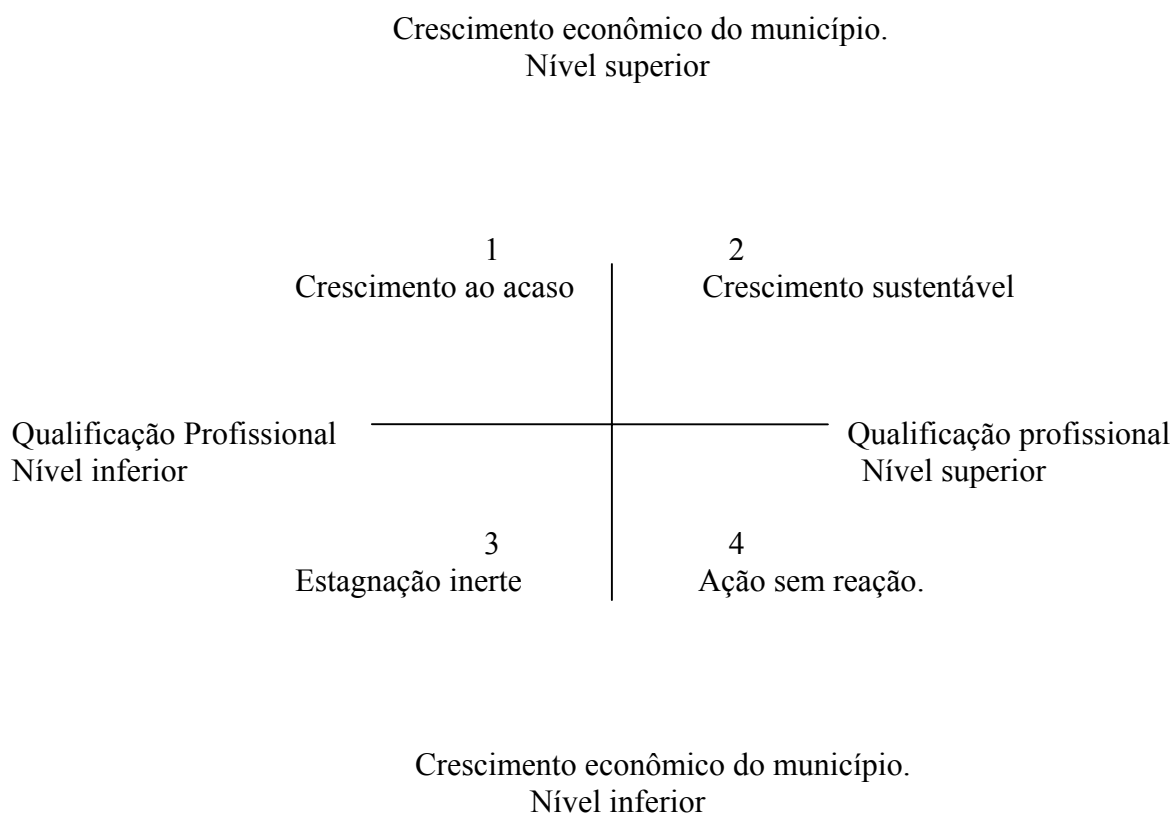 Crescimento econômico do município.
Nível superior
1 2
Crescimento ao acaso Crescimento sustentável
Qualificação Profissional Qualificação profissional
Nível inferior Nível superior
3 4
Estagnação inerte Ação sem reação.
Crescimento econômico do município.
Nível inferior